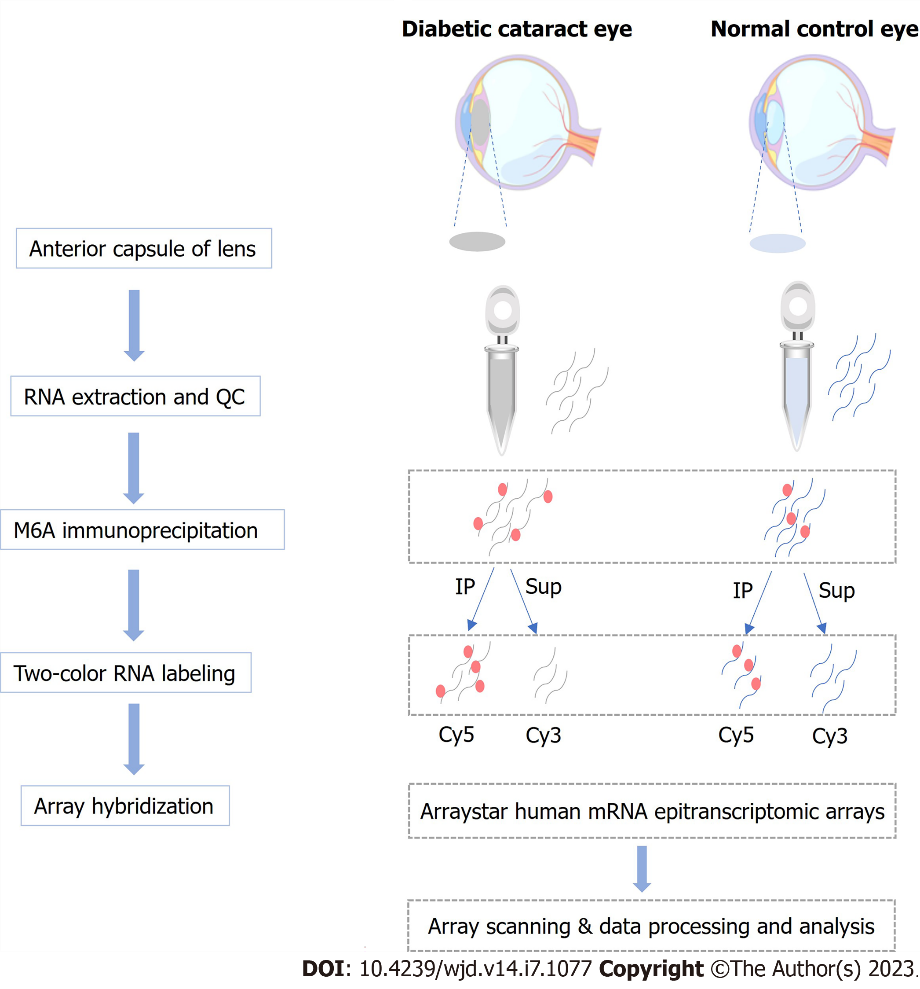 Diabetic cataract eye
Normal control eye
Anterior capsule of lens
RNA extraction and QC
M6A immunoprecipitation
IP
Sup
IP
Sup
Two-color RNA labeling
Cy5
Cy3
Cy5
Cy3
Array hybridization
Arraystar human mRNA epitranscriptomic arrays
Array scanning & data processing and analysis
DOI: 10.4239/wjd.v14.i7.1077 Copyright ©The Author(s) 2023.